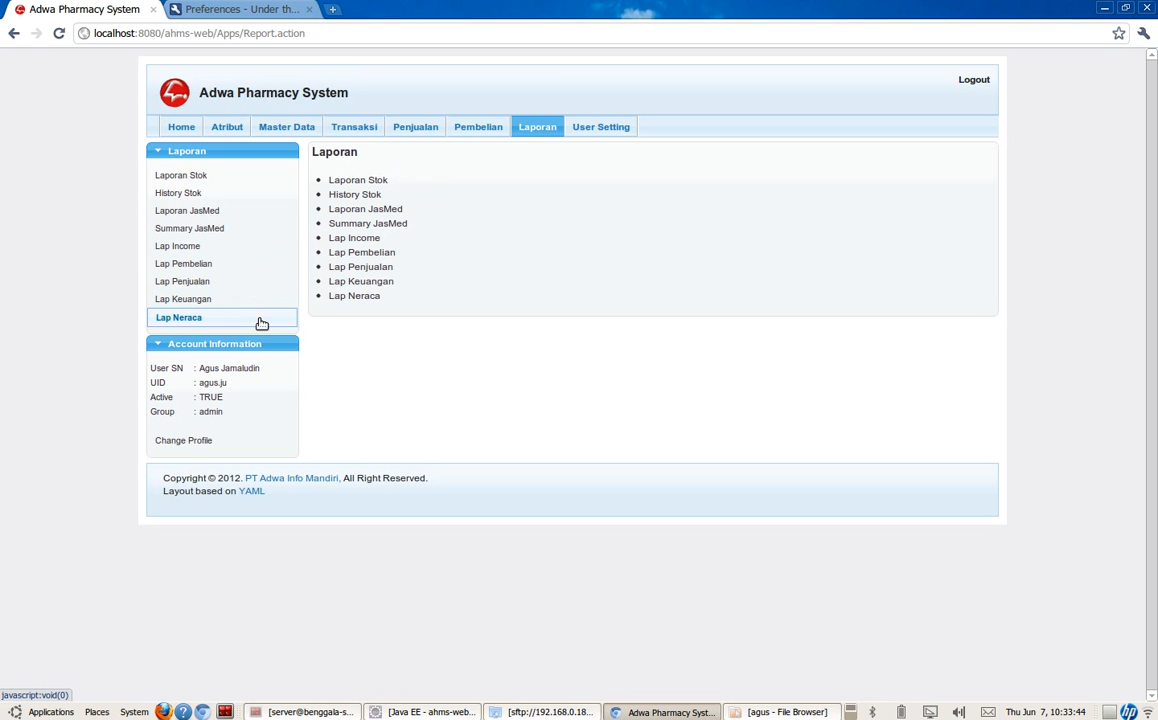 Adwa Pharmacy System
Preferences - Under th...
localhost:8080/ahms-web/Apps/Report.action
Adwa Pharmacy System
Logout
Home Atribut Master Data Transaksi Penjualan Pembelian Laporan User Setting
Laporan
Laporan Stok
History Stok
Laporan JasMed
Summary JasMed
Lap Income
Lap Pembelian
Lap Penjualan
Lap Keuangan
Lap Neraca
Laporan
Laporan Stok
History Stok
Laporan JasMed
Summary JasMed
Lap Income
Lap Pembelian
Lap Penjualan
Lap Keuangan
Lap Neraca
Account Information
User SN : Agus Jamaludin
UID : agus.ju
Active : TRUE
Group : admin
Change Profile
Copyright © 2012. PT Adwa Info Mandiri, All Right Reserved.
Layout based on YAML
javascript:void(0)
Applications Places System [server@benggala-s... [Java EE - ahms-web... [sftp://192.168.0.18... Adwa Pharmacy Syst... [agus - File Browser] Thu Jun 7, 10:33:44